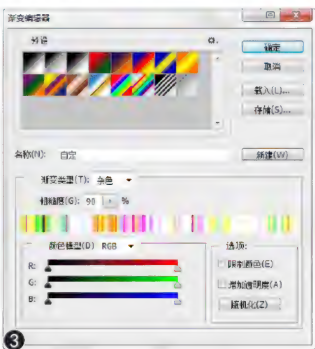 渐变编辑器
预设
确定
取消
载入(L)...
存储(S)...
名称(N): 自定
新建(W)
渐变类型(T): 杂色
粗糙度(G): 90 %
颜色模型(D) RGB
选项:
R:
限制颜色(E)
G:
增加透明度(A)
B:
随机化(Z)
3